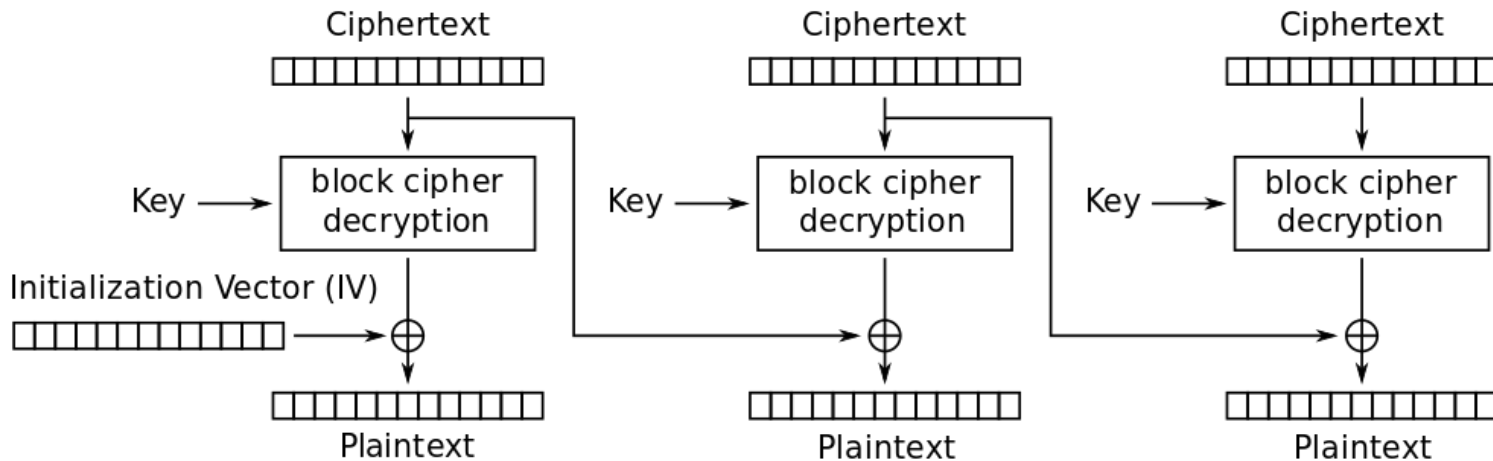 Ciphertext
Ciphertext
Ciphertext
block cipher
decryption
block cipher
decryption
block cipher
decryption
Key
Key
Key
Initialization Vector (IV)
Plaintext
Plaintext
Plaintext